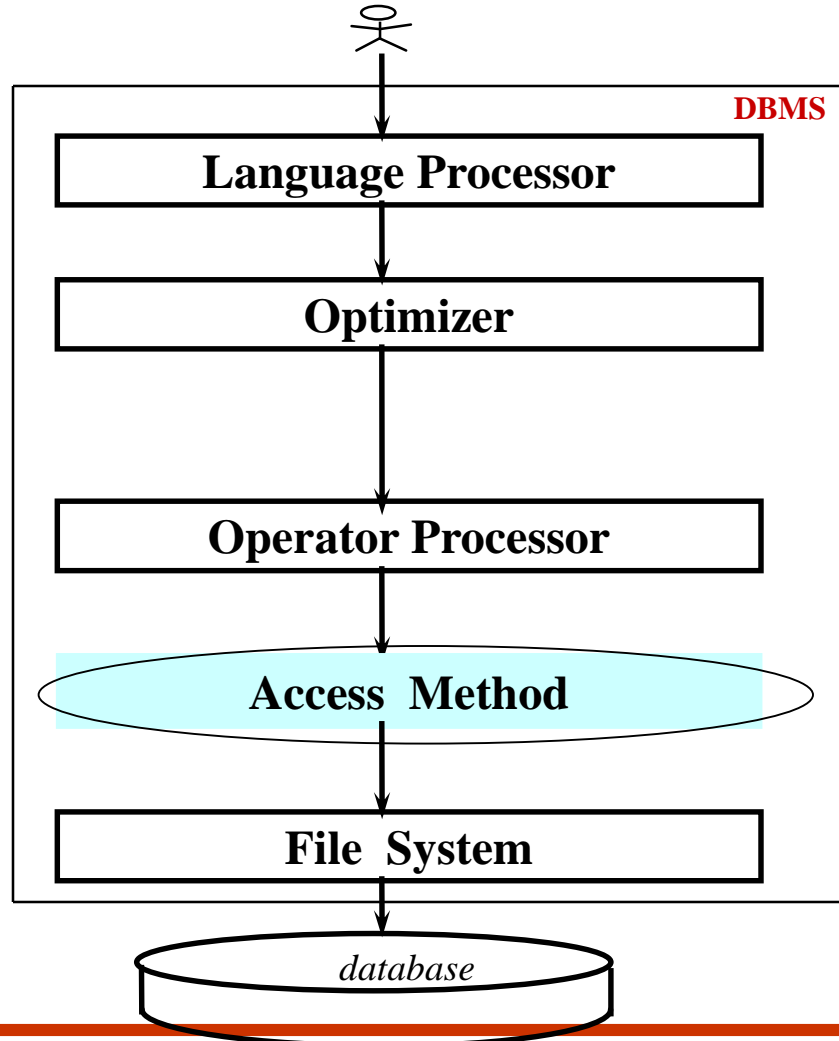 DBMS
Language Processor
Optimizer
Operator Processor
Access Method
File System
database